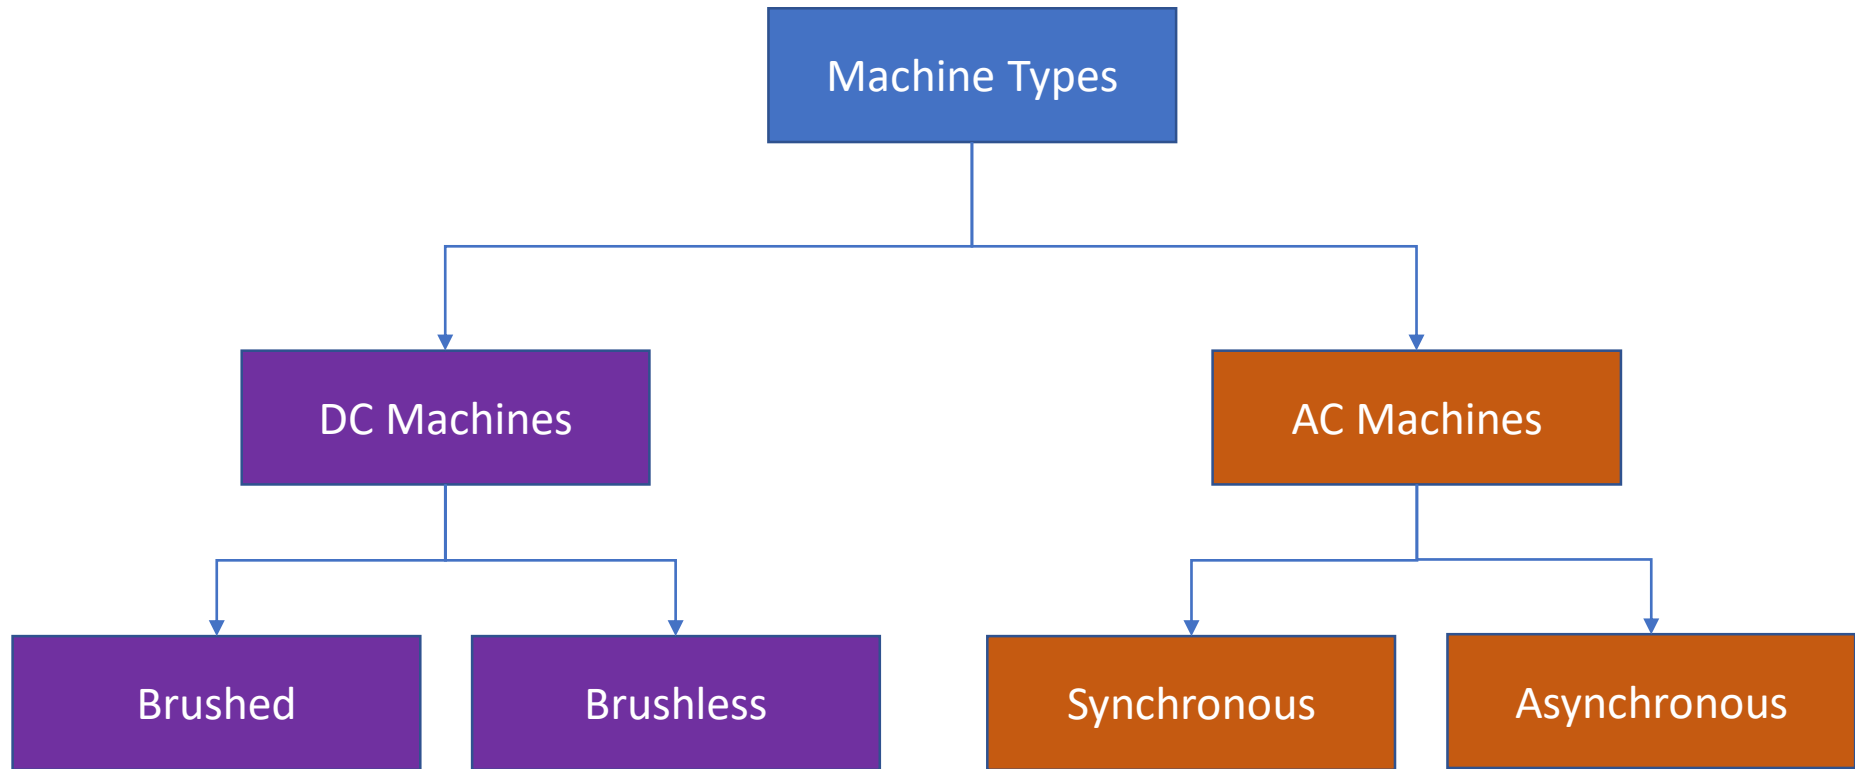 Machine Types
DC Machines
AC Machines
Brushed
Brushless
Synchronous
Asynchronous